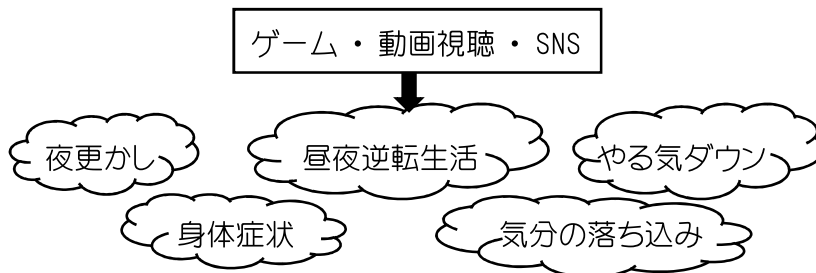 ゲーム・動画視聴・SNS
夜更かし
昼夜逆転生活
やる気ダウン
身体症状
気分の落ち込み